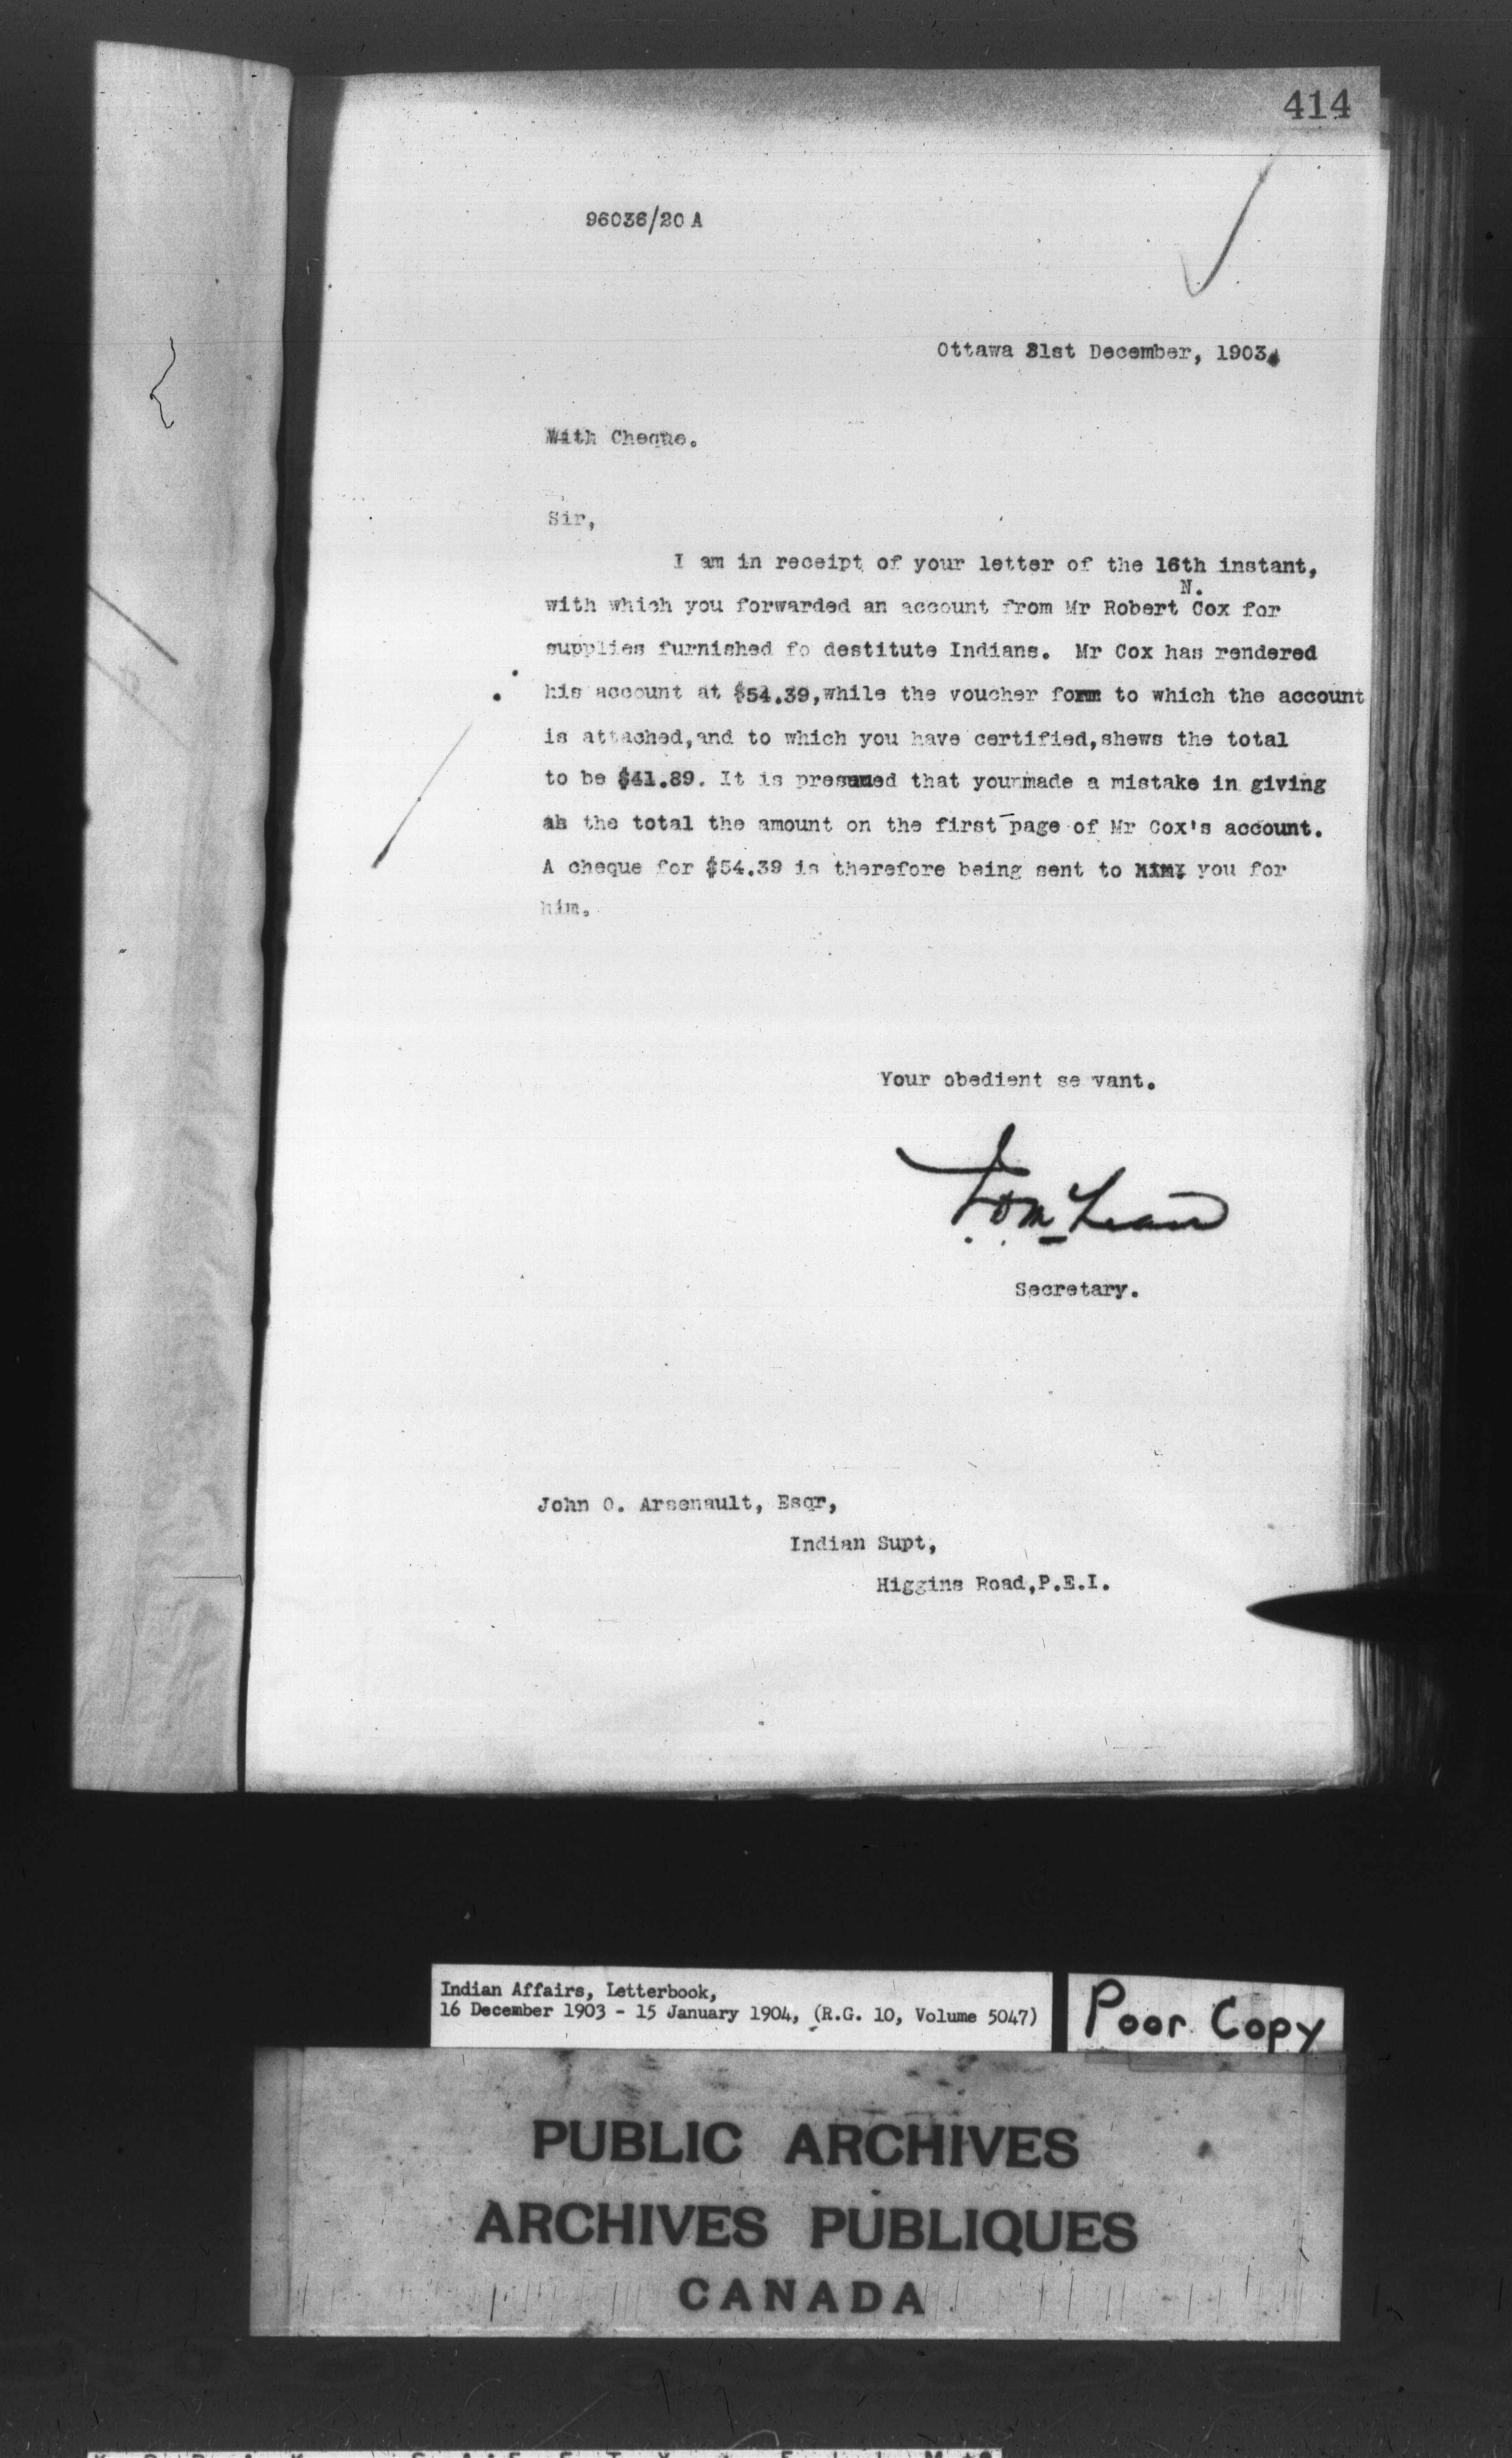 414
96036/20 A
Ottawa 31st December, 1903.
With Cheque.
Sir,
I am in receipt of your letter of the 16th instant,
N.
with which you forwarded an account from Mr Robert Cox for
supplies furnished fo destitute Indians. Mr Cox has rendered
his account at $54.39,while the voucher form to which the account
is attached,and to which you have certified,shews the total
to be $41.89. It is presumed that you made a mistake in giving
as the total the amount on the first page of Mr Cox's account.
A cheque for $54.39 is therefore being sent to you for
him.
Your obedient se vant.
Secretary.
John O. Arsenault, Esqr,
Indian Supt,
Higgins Road,P.E.I.
Indian Affairs, Letterbook,
16 December 1903 - 15 January 1904, (R.G. 10, Volume 5047)
Poor Copy
PUBLIC ARCHIVES
ARCHIVES PUBLIQUES
CANADA